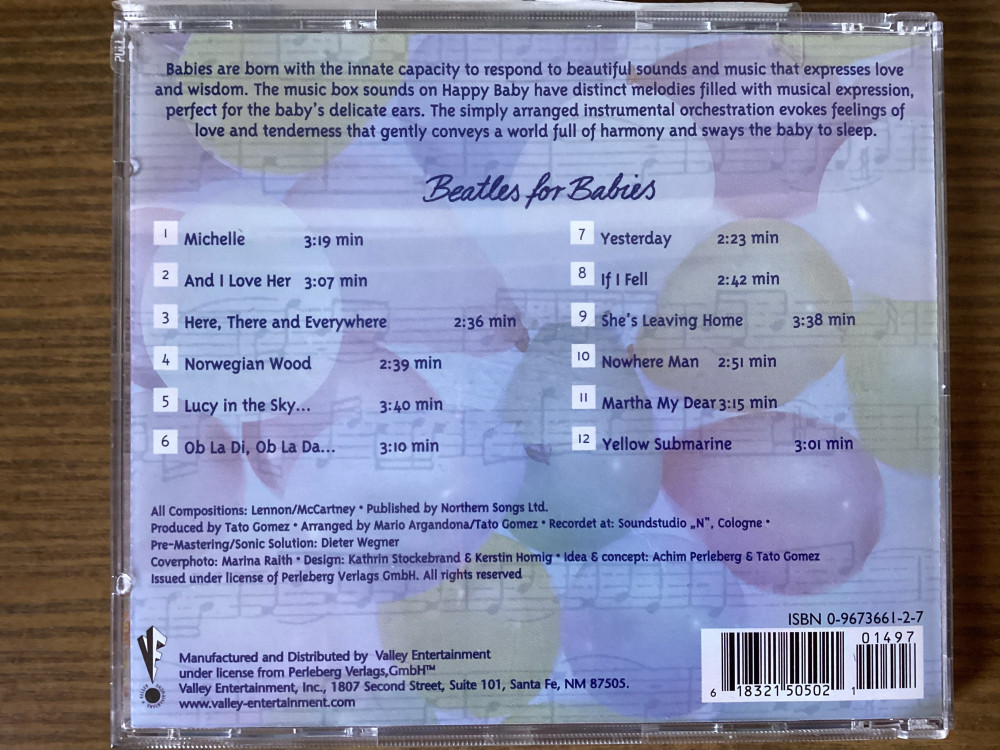 PULL
Babies are born with the innate capacity to respond to beautiful sounds and music that expresses love
and wisdom. The music box sounds on Happy Baby have distinct melodies filled with musical expression,
perfect for the baby's delicate ears. The simply arranged instrumental orchestration evokes feelings of
love and tenderness that gently conveys a world full of harmony and sways the baby to sleep.
Beatles for Babies
1 Michelle 3:19 min
2 And I Love Her 3:07 min
3 Here, There and Everywhere 2:36 min
4 Norwegian Wood 2:39 min
5 Lucy in the Sky... 3:40 min
6 Ob La Di, Ob La Da... 3:10 min
7 Yesterday 2:23 min
8 If I Fell 2:42 min
9 She's Leaving Home 3:38 min
10 Nowhere Man 2:51 min
11 Martha My Dear 3:15 min
12 Yellow Submarine 3:01 min
All Compositions: Lennon/McCartney • Published by Northern Songs Ltd.
Produced by Tato Gomez • Arranged by Mario Argandona/Tato Gomez • Recordet at: Soundstudio „N", Cologne •
Pre-Mastering/Sonic Solution: Dieter Wegner
Coverphoto: Marina Raith • Design: Kathrin Stockebrand & Kerstin Hornig • Idea & concept: Achim Perleberg & Tato Gomez
Issued under license of Perleberg Verlags GmbH. All rights reserved
ISBN 0-9673661-2-7
01497
6 18321 50502 1
VF
Manufactured and Distributed by Valley Entertainment
under license from Perleberg Verlags,GmbH™
Valley Entertainment, Inc., 1807 Second Street, Suite 101, Santa Fe, NM 87505.
www.valley-entertainment.com